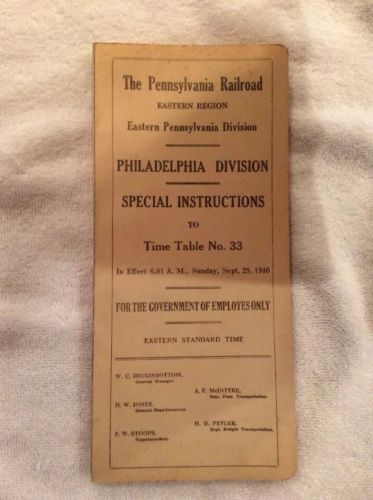 The Pennsylvania Railroad
EASTERN REGION
Eastern Pennsylvania Division
PHILADELPHIA DIVISION
SPECIAL INSTRUCTIONS
TO
Time Table No. 33
In Effect 6.01 A. M., Sunday, Sept. 29, 1940
FOR THE GOVERNMENT OF EMPLOYES ONLY
EASTERN STANDARD TIME
W. C. HIGGINBOTTOM,
General Manager.
A. F. McINTYRE,
Supt. Pass. Transportation.
H. W. JONES,
General Superintendent.
H. H. PEVLER,
Supt. Freight Transportation.
F. W. STOOPS,
Superintendent.